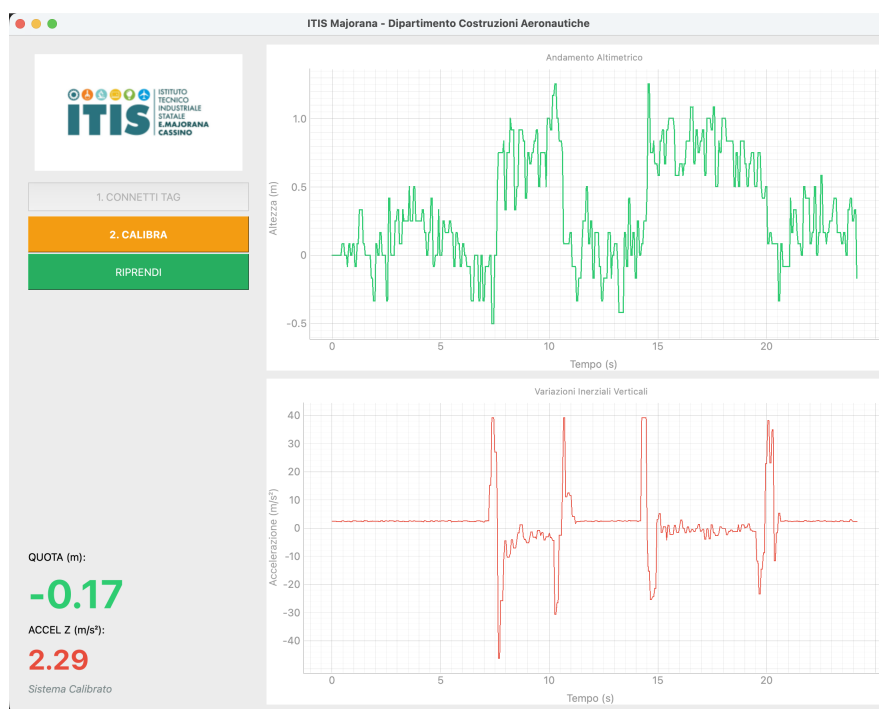 ITIS Majorana - Dipartimento Costruzioni Aeronautiche
ITIS
ISTITUTO
TECNICO
INDUSTRIALE
STATALE
E.MAJORANA
CASSINO
1. CONNETTI TAG
2. CALIBRA
RIPRENDI
QUOTA (m):
-0.17
ACCEL Z (m/s²):
2.29
Sistema Calibrato
Andamento Altimetrico
Altezza (m)
1.0
0.5
0
-0.5
0 5 10 15 20
Tempo (s)
Variazioni Inerziali Verticali
Accelerazione (m/s²)
40
30
20
10
0
-10
-20
-30
-40
0 5 10 15 20
Tempo (s)